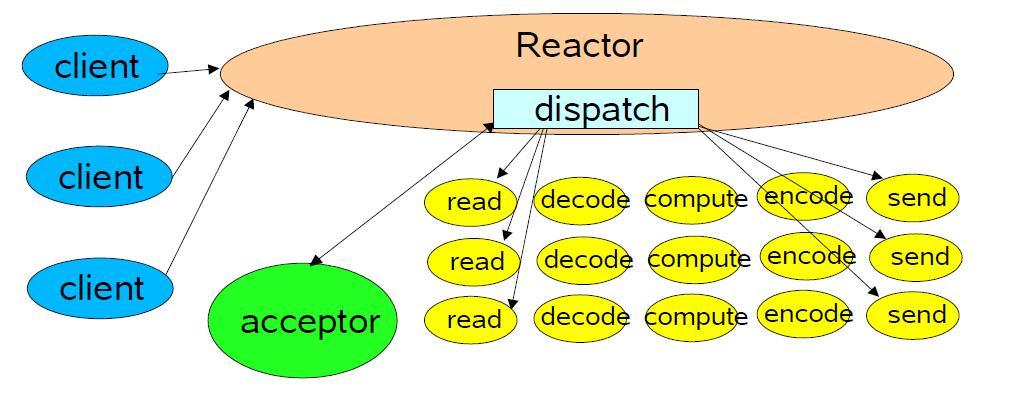 Reactor
client
dispatch
client
read decode compute encode send
read decode compute encode send
client
acceptor
read decode compute encode send